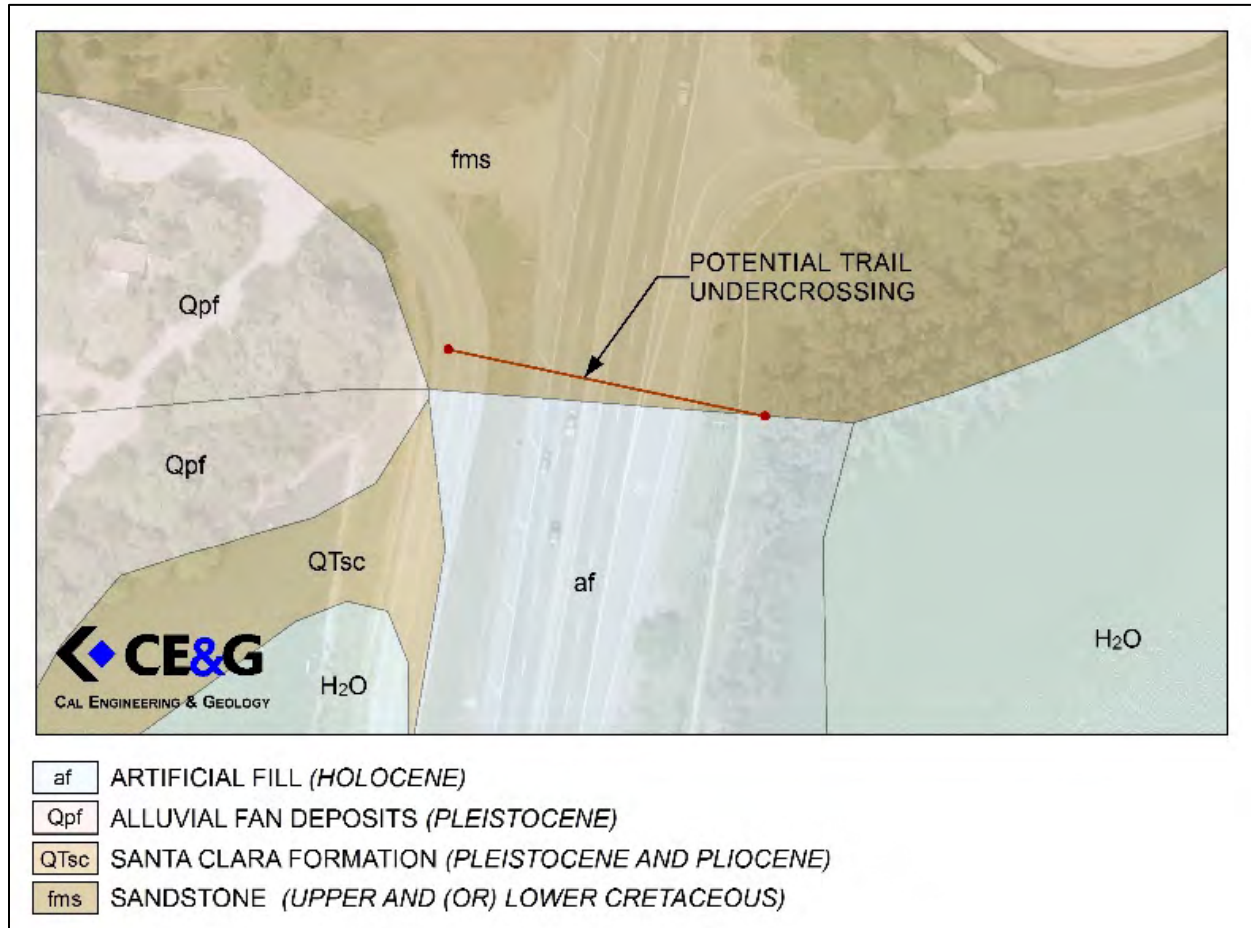 fms
POTENTIAL TRAIL
UNDERCROSSING
Qpf
Qpf
QTsc
af
H₂O
CE&G
H₂O
CAL ENGINEERING & GEOLOGY
af ARTIFICIAL FILL (HOLOCENE)
Qpf ALLUVIAL FAN DEPOSITS (PLEISTOCENE)
QTsc SANTA CLARA FORMATION (PLEISTOCENE AND PLIOCENE)
fms SANDSTONE (UPPER AND (OR) LOWER CRETACEOUS)